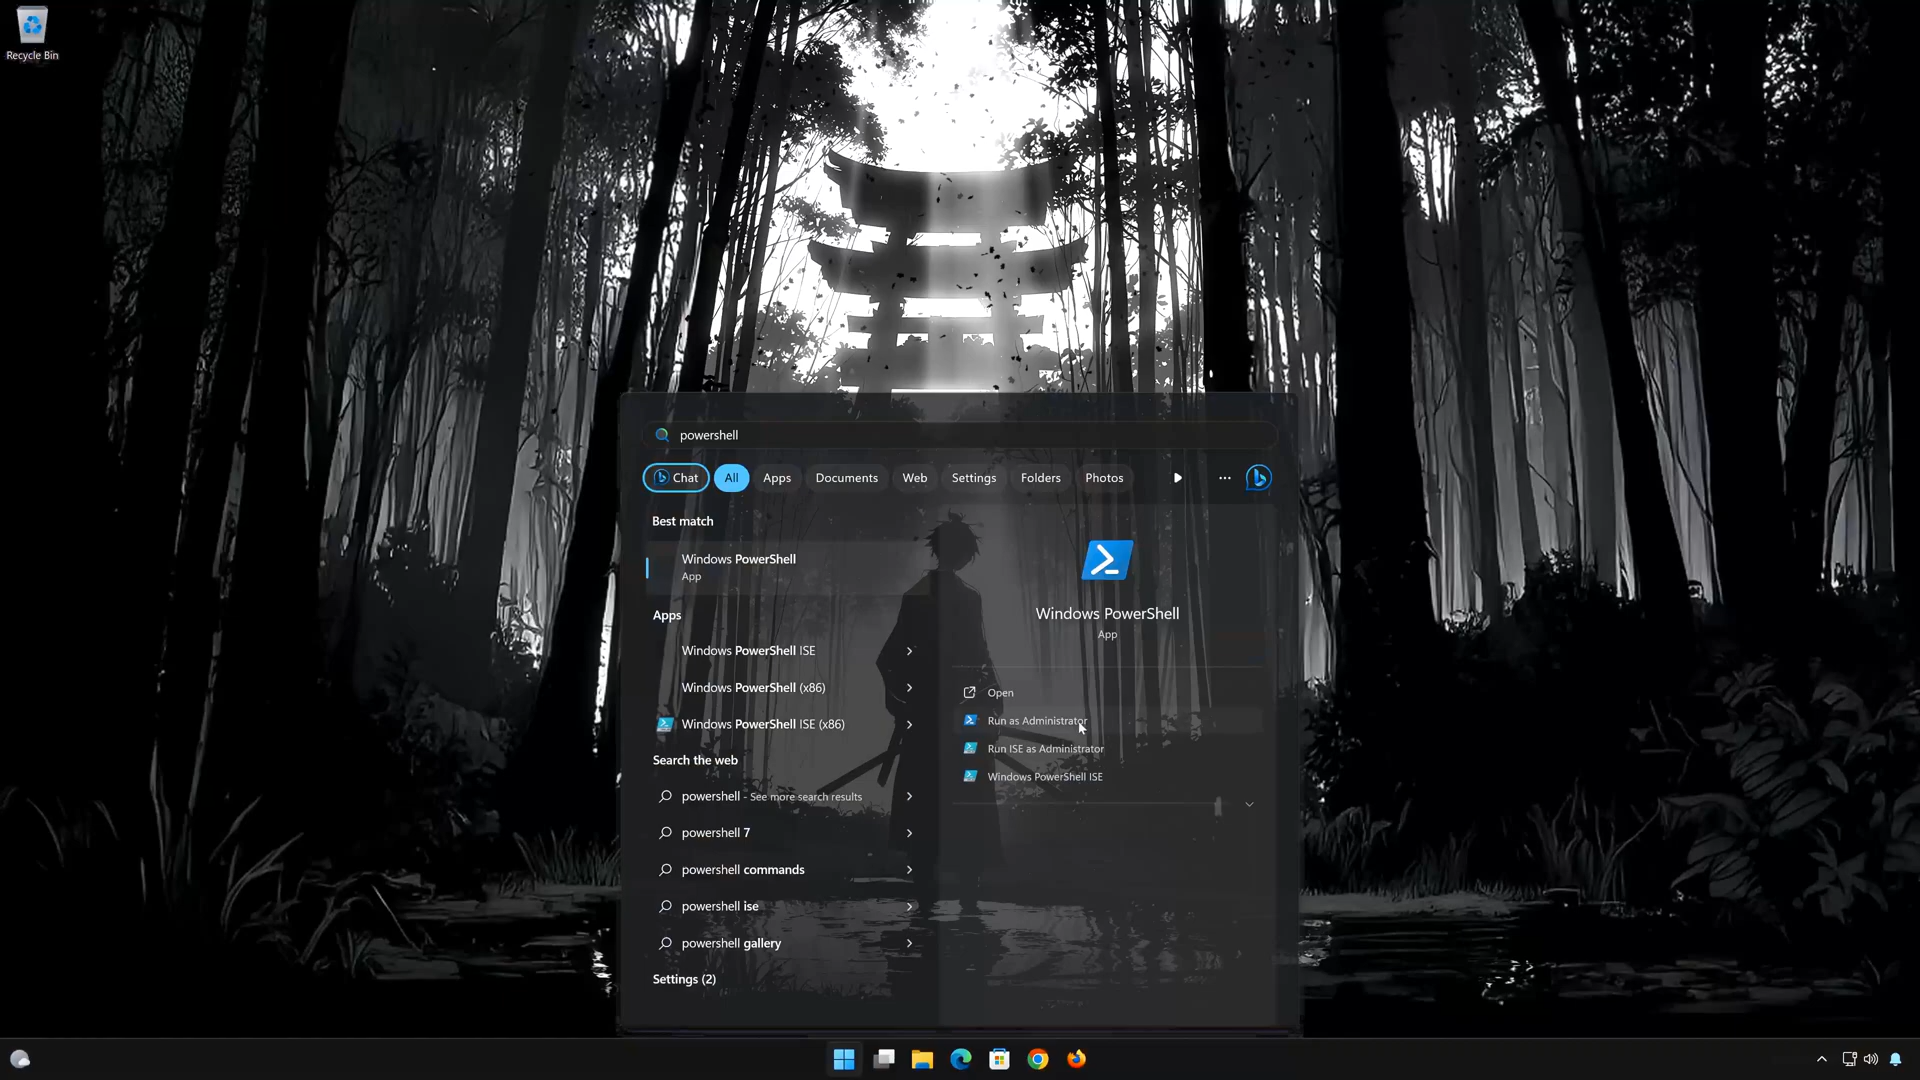 Recycle Bin
powershell
Chat
All
Apps
Documents
Web
Settings
Folders
Photos
Best match
Windows PowerShell
App
Apps
Windows PowerShell ISE
Windows PowerShell (x86)
Windows PowerShell ISE (x86)
Search the web
powershell - See more search results
powershell 7
powershell commands
powershell ise
powershell gallery
Settings (2)
Windows PowerShell
App
Open
Run as Administrator
Run ISE as Administrator
Windows PowerShell ISE